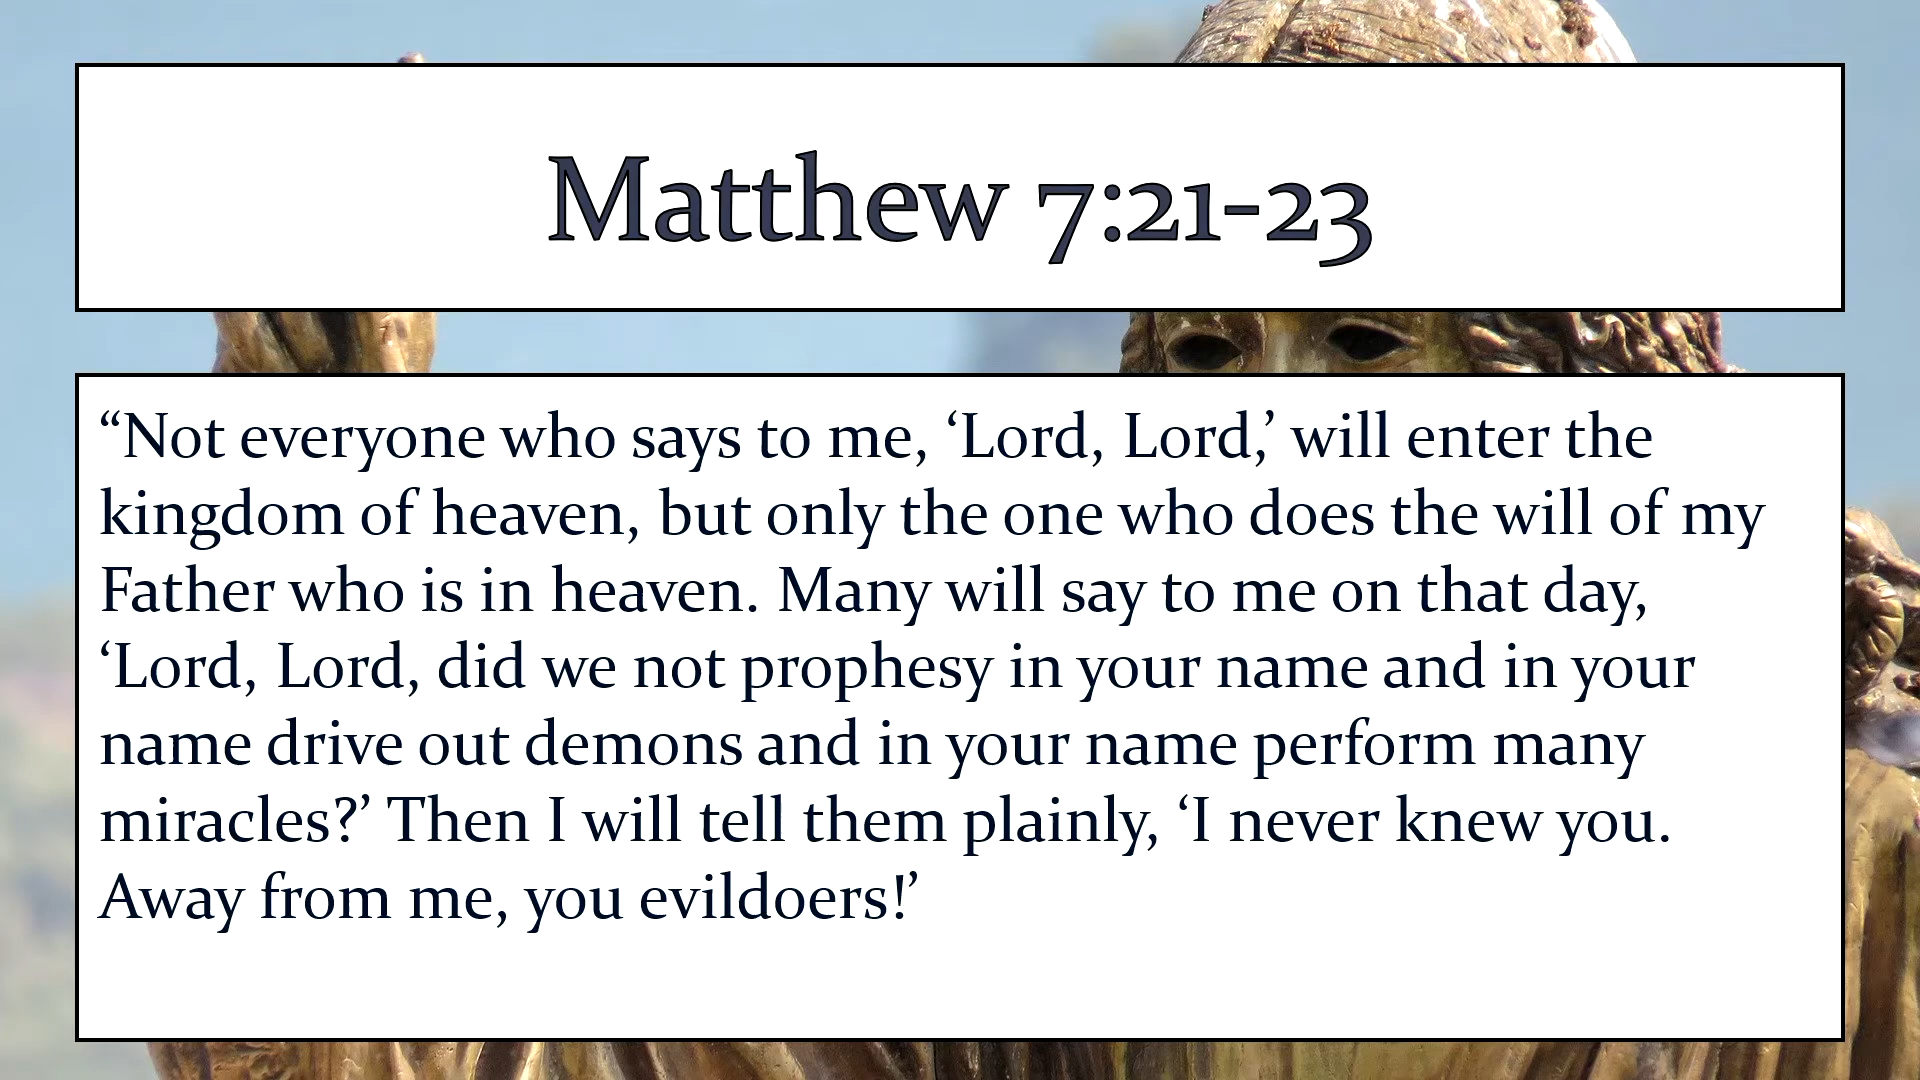 Matthew 7:21-23
“Not everyone who says to me, ‘Lord, Lord,’ will enter the
kingdom of heaven, but only the one who does the will of my
Father who is in heaven. Many will say to me on that day,
‘Lord, Lord, did we not prophesy in your name and in your
name drive out demons and in your name perform many
miracles?’ Then I will tell them plainly, ‘I never knew you.
Away from me, you evildoers!’